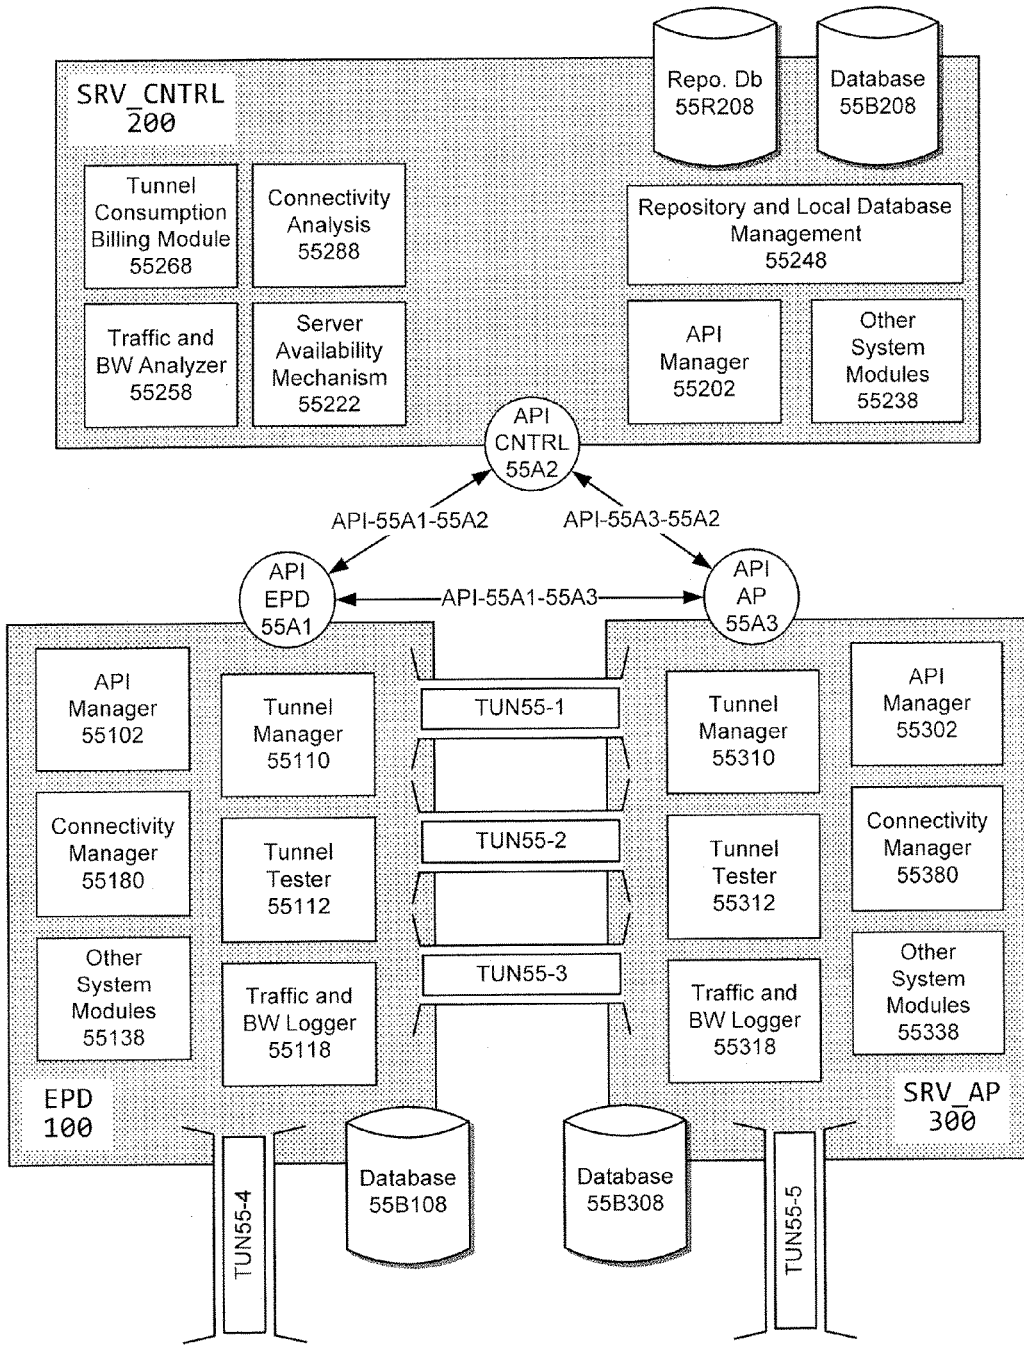 SRV_CNTRL
200
Repo. Db
55R208
Database
55B208
Tunnel
Consumption
Billing Module
55268
Connectivity
Analysis
55288
Repository and Local Database
Management
55248
Traffic and
BW Analyzer
55258
Server
Availability
Mechanism
55222
API
Manager
55202
Other
System
Modules
55238
API
CNTRL
55A2
API-55A1-55A2
API-55A3-55A2
API
EPD
55A1
API-55A1-55A3
API
AP
55A3
API
Manager
55102
Tunnel
Manager
55110
TUN55-1
Tunnel
Manager
55310
API
Manager
55302
Connectivity
Manager
55180
Tunnel
Tester
55112
TUN55-2
Tunnel
Tester
55312
Connectivity
Manager
55380
Other
System
Modules
55138
Traffic and
BW Logger
55118
TUN55-3
Traffic and
BW Logger
55318
Other
System
Modules
55338
EPD
100
SRV_AP
300
TUN55-4
Database
55B108
Database
55B308
TUN55-5